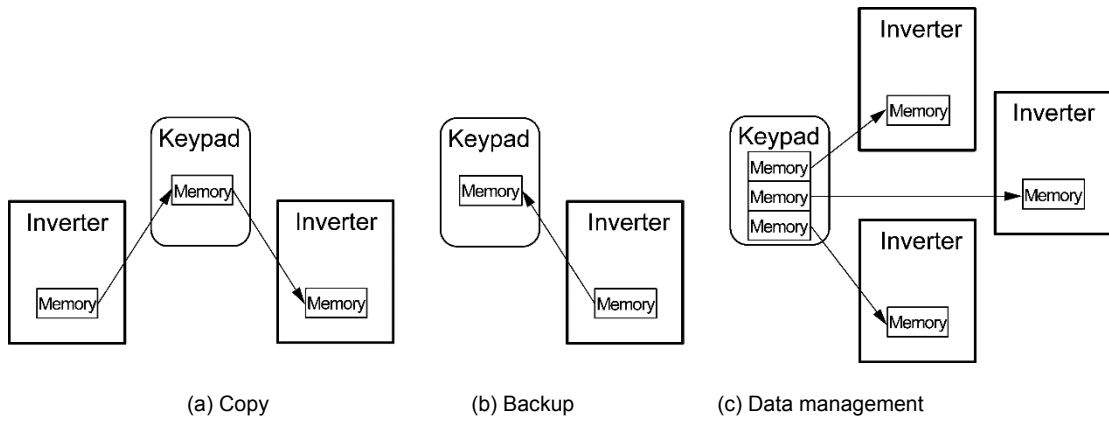 Keypad
Memory
Inverter
Memory
Inverter
Memory
(a) Copy
Keypad
Memory
Inverter
Memory
(b) Backup
Keypad
Memory
Memory
Memory
Inverter
Memory
Inverter
Memory
Inverter
Memory
(c) Data management